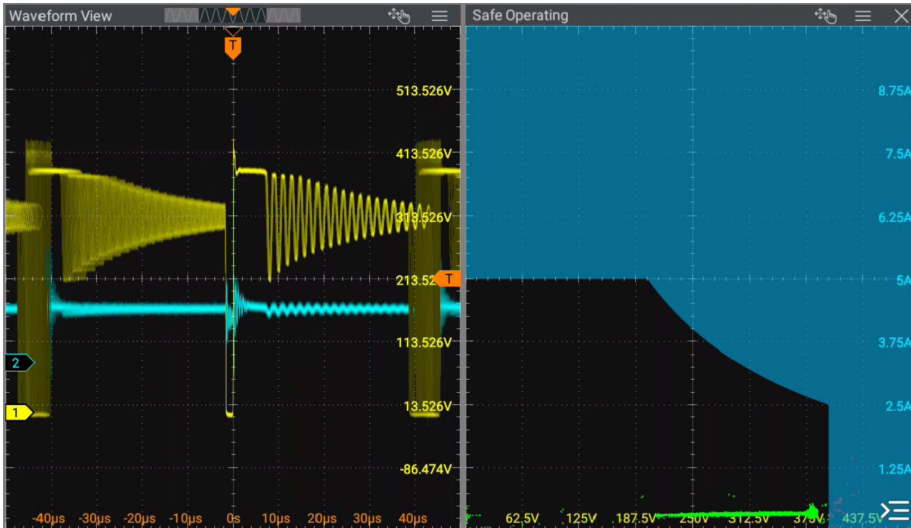 Waveform View
T
513.526V
413.526V
313.526V
213.52
T
113.526V
2
1
13.526V
-86.474V
-40µs -30µs -20µs -10µs 0s 10µs 20µs 30µs 40µs
Safe Operating
8.75A
7.5A
6.25A
5A
3.75A
2.5A
1.25A
62.5V 125V 187.5V 250V 312.5V 375V 437.5V